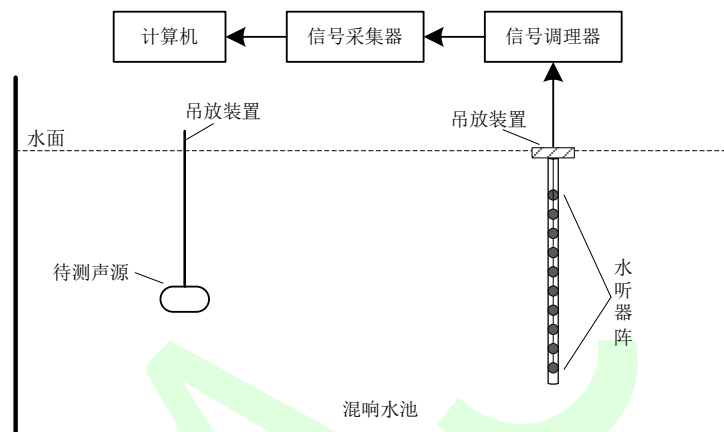 计算机
信号采集器
信号调理器
吊放装置
吊放装置
水面
待测声源
水听器阵
混响水池